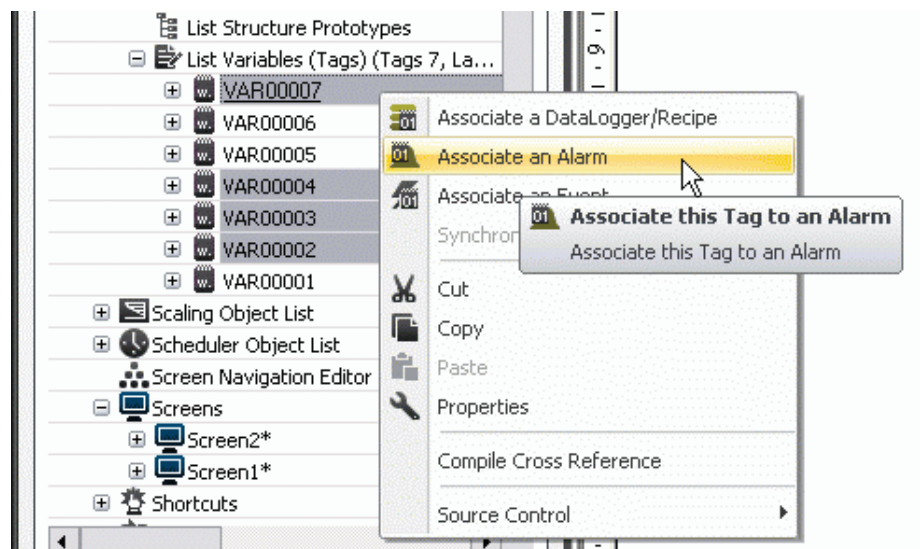 List Structure Prototypes
List Variables (Tags) (Tags 7, La...
VAR00007
VAR00006
VAR00005
VAR00004
VAR00003
VAR00002
VAR00001
Scaling Object List
Scheduler Object List
Screen Navigation Editor
Screens
Screen2*
Screen1*
Shortcuts
Associate a DataLogger/Recipe
Associate an Alarm
Associate an Event
Synchron
Cut
Copy
Paste
Properties
Compile Cross Reference
Source Control
Associate this Tag to an Alarm
Associate this Tag to an Alarm
6